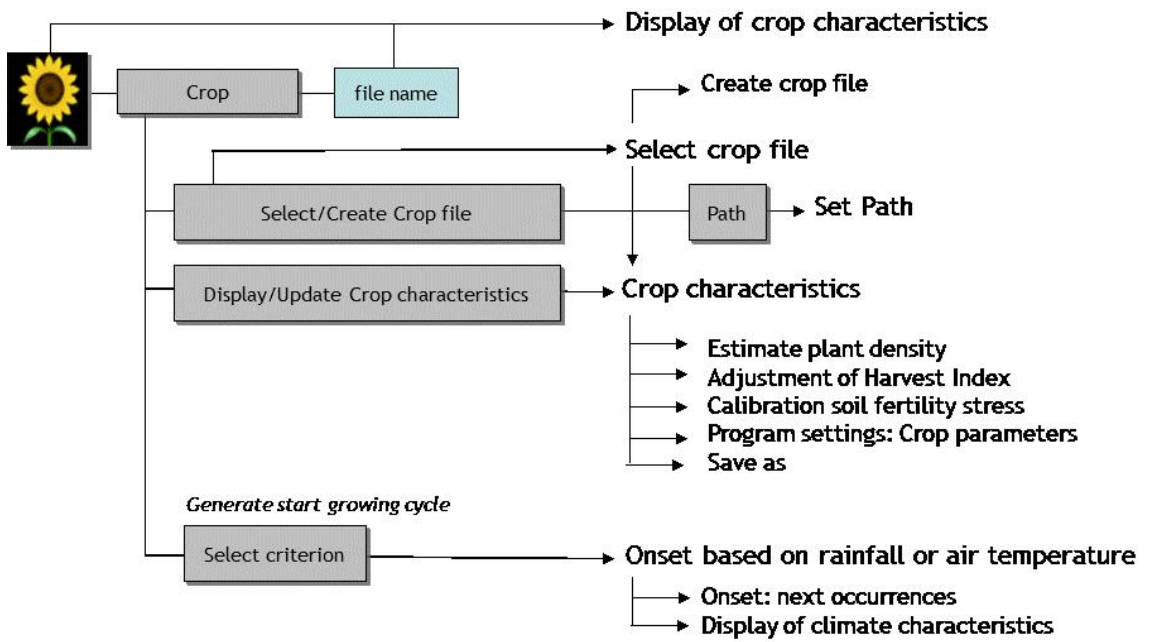 Display of crop characteristics
Crop
file name
Create crop file
Select crop file
Select/Create Crop file
Path
Set Path
Display/Update Crop characteristics
Crop characteristics
Estimate plant density
Adjustment of Harvest Index
Calibration soil fertility stress
Program settings: Crop parameters
Save as
Generate start growing cycle
Select criterion
Onset based on rainfall or air temperature
Onset: next occurrences
Display of climate characteristics